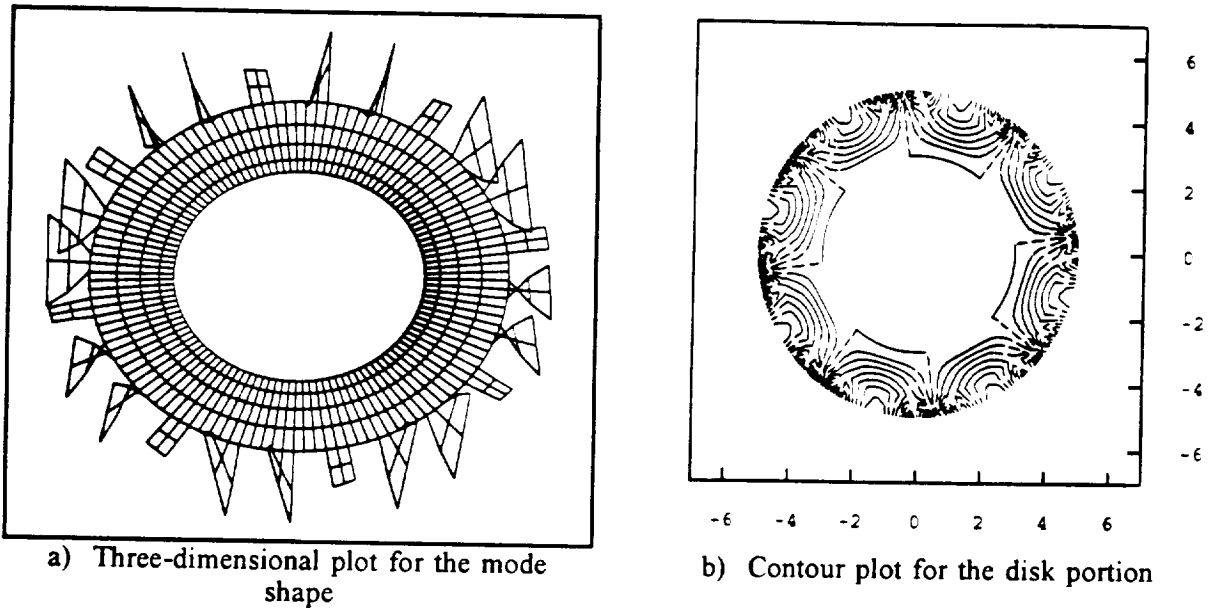 6
4
2
0
-2
-4
-6
-6 -4 -2 0 2 4 6
a) Three-dimensional plot for the mode
shape
b) Contour plot for the disk portion